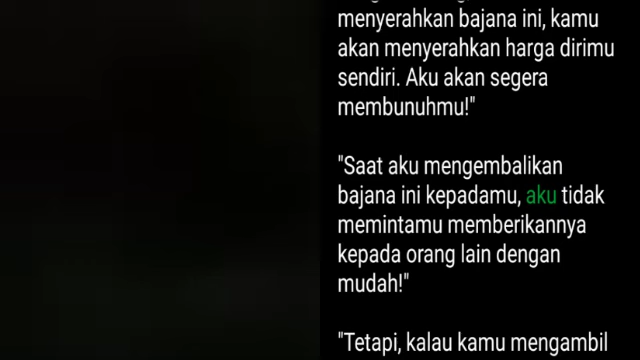 menyerahkan bajana ini, kamu
akan menyerahkan harga dirimu
sendiri. Aku akan segera
membunuhmu!"
"Saat aku mengembalikan
bajana ini kepadamu, aku tidak
memintamu memberikannya
kepada orang lain dengan
mudah!"
"Tetapi, kalau kamu mengambil